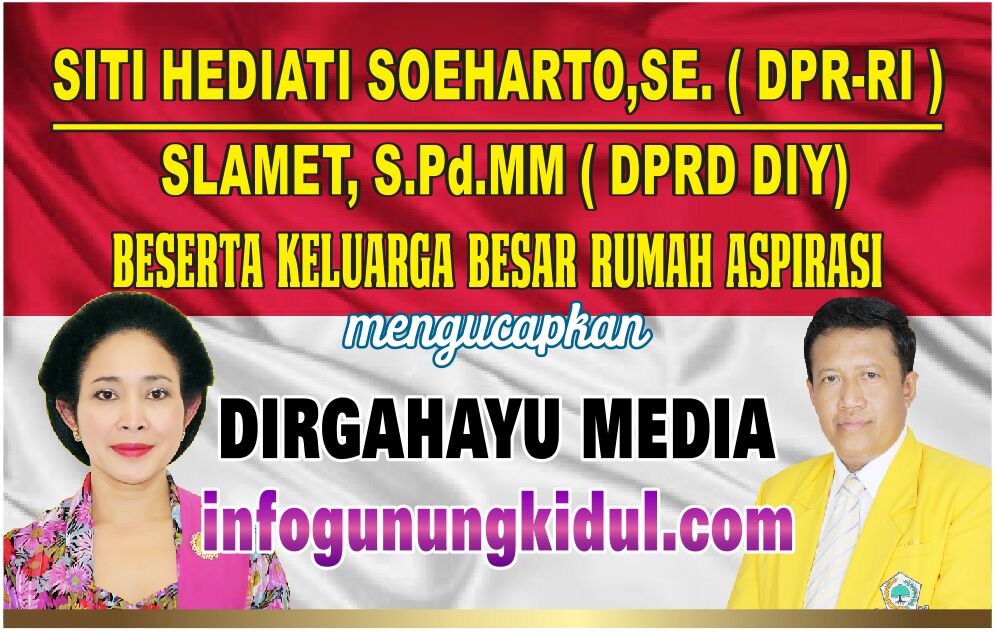 SITI HEDIATI SOEHARTO,SE. ( DPR-RI )
SLAMET, S.Pd.MM ( DPRD DIY)
BESERTA KELUARGA BESAR RUMAH ASPIRASI
mengucapkan
DIRGAHAYU MEDIA
infogunungkidul.com